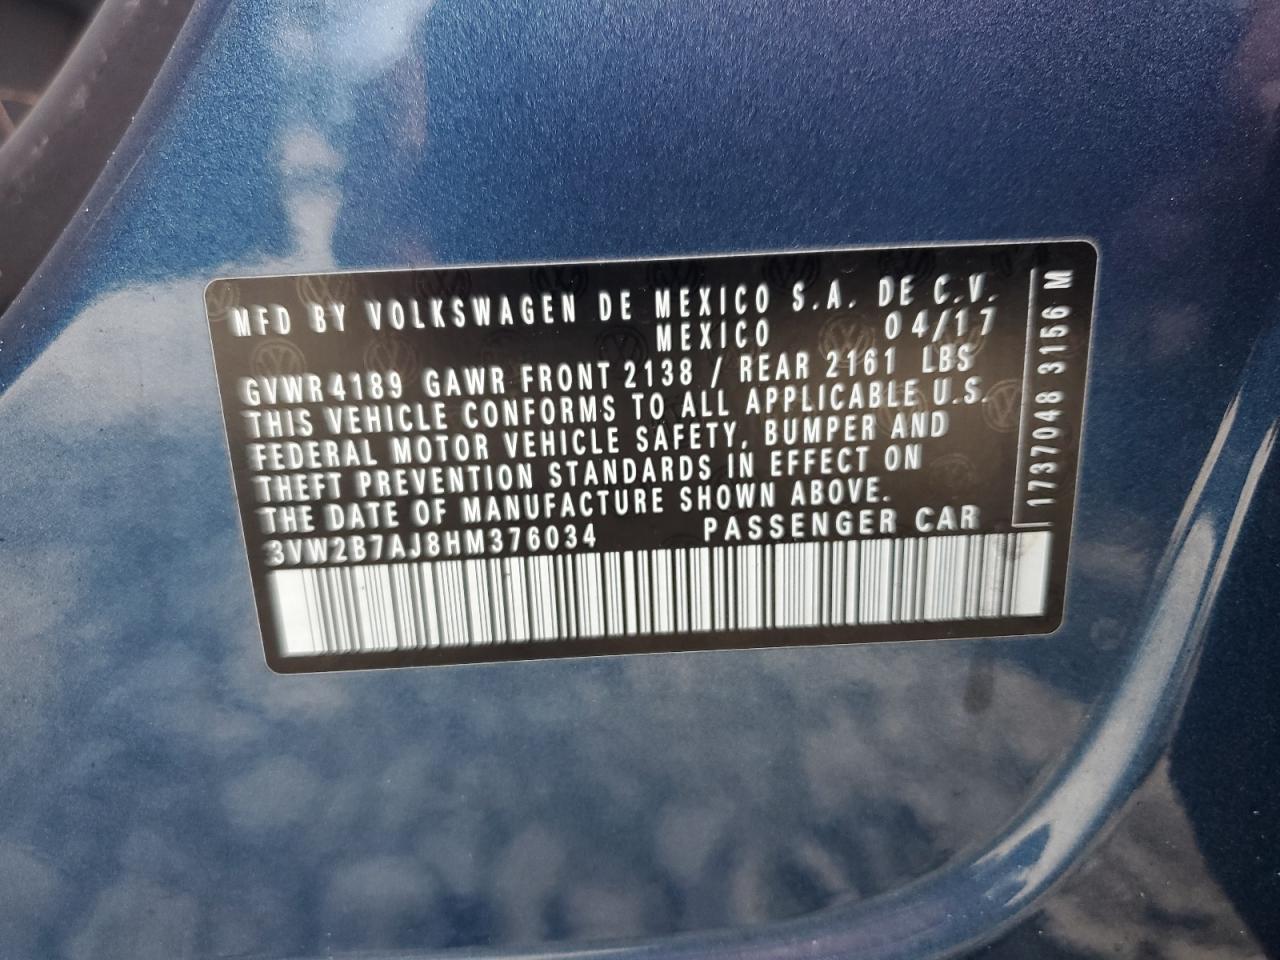 MFD BY VOLKSWAGEN DE MEXICO S.A. DE C.V.
MEXICO 04/17
GVWR 4189 GAWR FRONT 2138 / REAR 2161 LBS
THIS VEHICLE CONFORMS TO ALL APPLICABLE U.S.
FEDERAL MOTOR VEHICLE SAFETY, BUMPER AND
THEFT PREVENTION STANDARDS IN EFFECT ON
THE DATE OF MANUFACTURE SHOWN ABOVE.
3VW2B7AJ8HM376034 PASSENGER CAR
1737048 3156 M